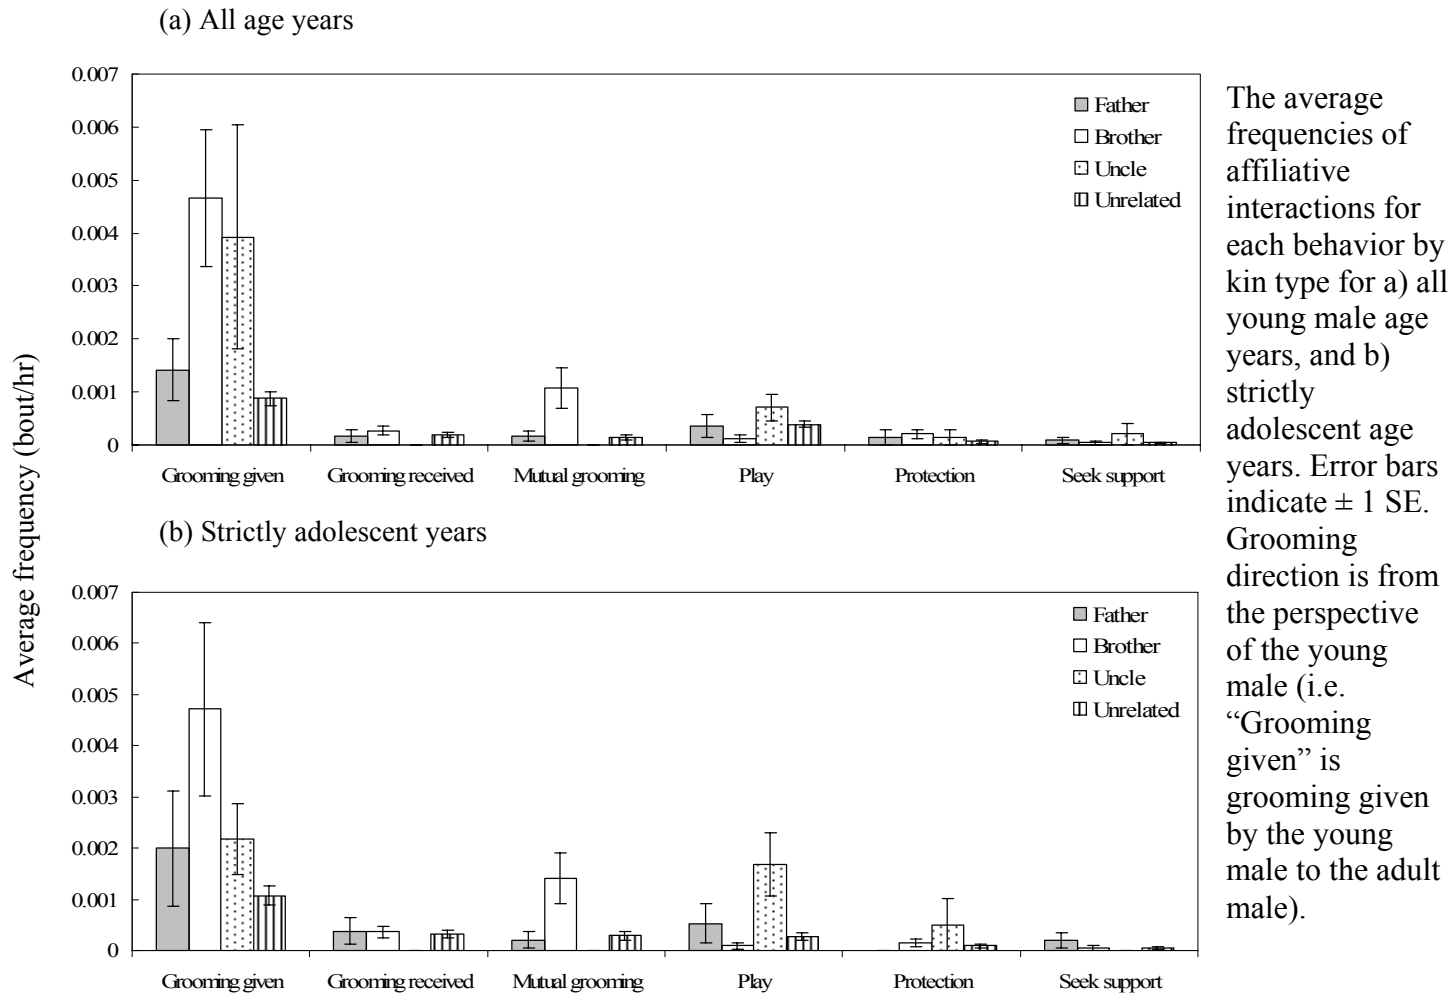 (a) All age years
0.007
0.006
0.005
0.004
0.003
0.002
0.001
0
Father
Brother
Uncle
Unrelated
Grooming given
Grooming received
Mutual grooming
Play
Protection
Seek support
Average frequency (bout/hr)
(b) Strictly adolescent years
0.007
0.006
0.005
0.004
0.003
0.002
0.001
0
Father
Brother
Uncle
Unrelated
Grooming given
Grooming received
Mutual grooming
Play
Protection
Seek support
The average
frequencies of
affiliative
interactions for
each behavior by
kin type for a) all
young male age
years, and b)
strictly
adolescent age
years. Error bars
indicate ± 1 SE.
Grooming
direction is from
the perspective
of the young
male (i.e.
“Grooming
given” is
grooming given
by the young
male to the adult
male).